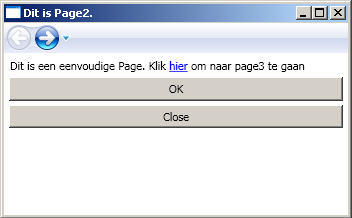 Dit is Page2.
Dit is een eenvoudige Page. Klik hier om naar page3 te gaan
OK
Close